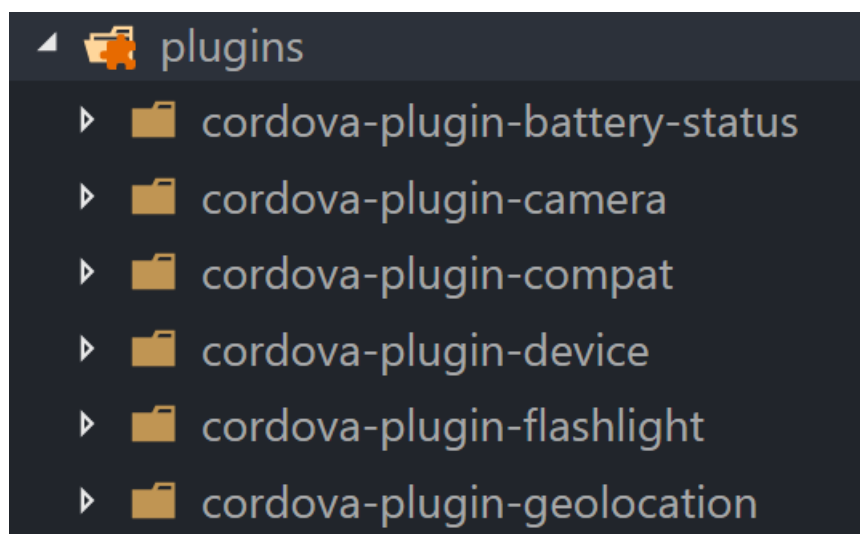 plugins
cordova-plugin-battery-status
cordova-plugin-camera
cordova-plugin-compat
cordova-plugin-device
cordova-plugin-flashlight
cordova-plugin-geolocation